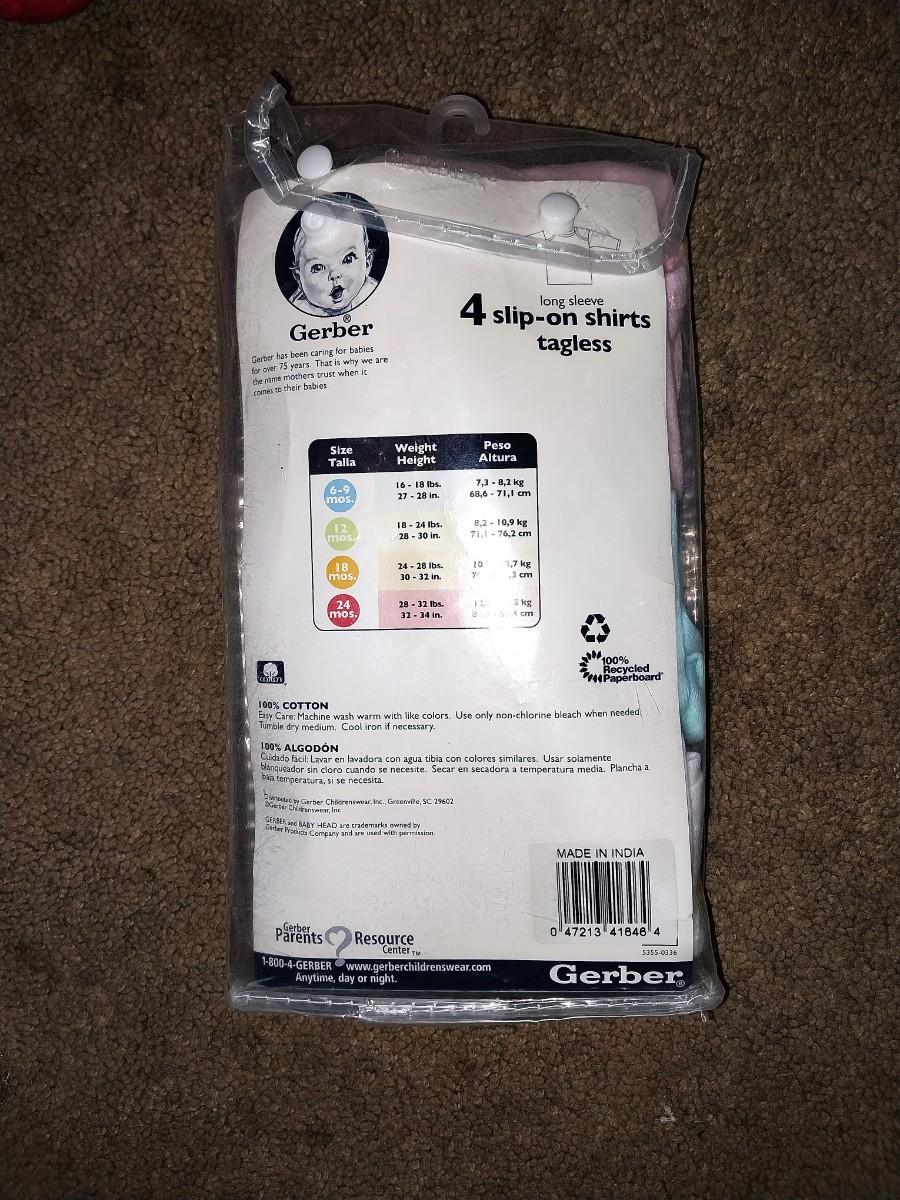 long sleeve
4 slip-on shirts
tagless
Gerber®
Gerber has been caring for babies
for over 75 years. That is why we are
the name mothers trust when it
comes to their babies.
Size Weight Peso
Talla Height Altura
6-9 16 - 18 lbs. 7,3 - 8,2 kg
mos. 27 - 28 in. 68,6 - 71,1 cm
12 18 - 24 lbs. 8,2 - 10,9 kg
mos. 28 - 30 in. 71,1 - 76,2 cm
18 24 - 28 lbs. kg
mos. 30 - 32 in. cm
24 28 - 32 lbs. kg
mos. 32 - 34 in. cm
100%
Recycled
Paperboard
cotton
100% COTTON
Easy Care: Machine wash warm with like colors. Use only non-chlorine bleach when needed.
Tumble dry medium. Cool iron if necessary.
100% ALGODÓN
Cuidado fácil: Lavar en lavadora con agua tibia con colores similares. Usar solamente
blanqueador sin cloro cuando se necesite. Secar en secadora a temperatura media. Plancha a
baja temperatura, si se necesita.
Distributed by Gerber Childrenswear, Inc., Greenville, SC 29602
©Gerber Childrenswear, Inc
GERBER and BABY HEAD are trademarks owned by
Gerber Products Company and are used with permission.
MADE IN INDIA
0 47213 41646 4
5355-0336
Gerber
Parents Resource
Center™
1-800-4-GERBER www.gerberchildrenswear.com
Anytime, day or night.
Gerber®